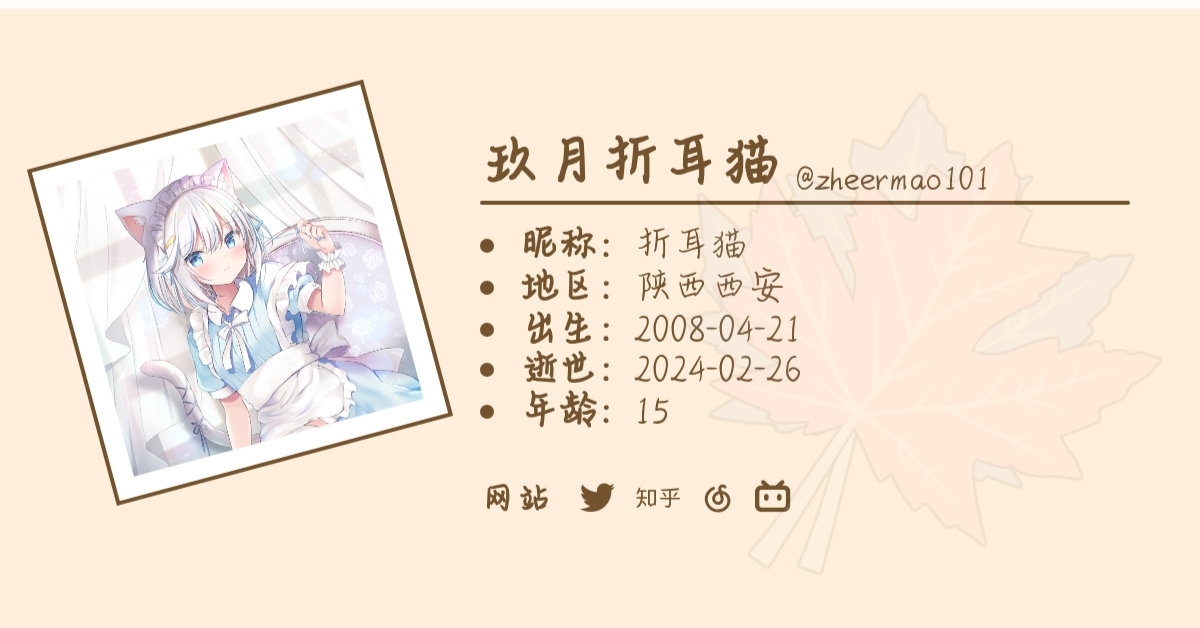 玖月折耳猫 @zheermao101
昵称: 折耳猫
地区: 陕西西安
出生: 2008-04-21
逝世: 2024-02-26
年龄: 15
网站 知乎